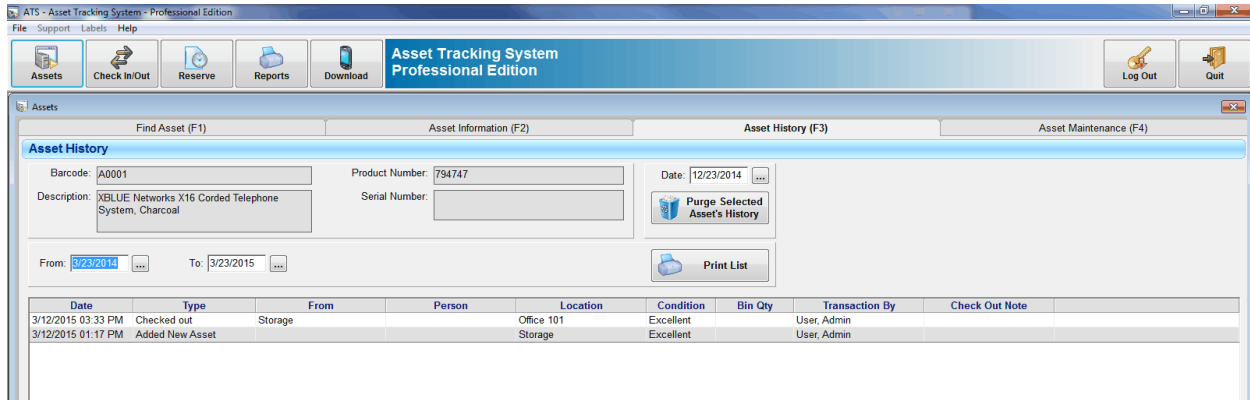 ATS - Asset Tracking System - Professional Edition
File Support Labels Help
Assets Check In/Out Reserve Reports Download Asset Tracking System Professional Edition Log Out Quit
Assets
Find Asset (F1) Asset Information (F2) Asset History (F3) Asset Maintenance (F4)
Asset History
Barcode: A0001 Product Number: 794747 Date: 12/23/2014 ...
Description: XBLUE Networks X16 Corded Telephone Serial Number: Purge Selected
System, Charcoal Asset's History
From: 3/23/2014 ... To: 3/23/2015 ... Print List
Date Type From Person Location Condition Bin Qty Transaction By Check Out Note
3/12/2015 03:33 PM Checked out Storage Office 101 Excellent User, Admin
3/12/2015 01:17 PM Added New Asset Storage Excellent User, Admin